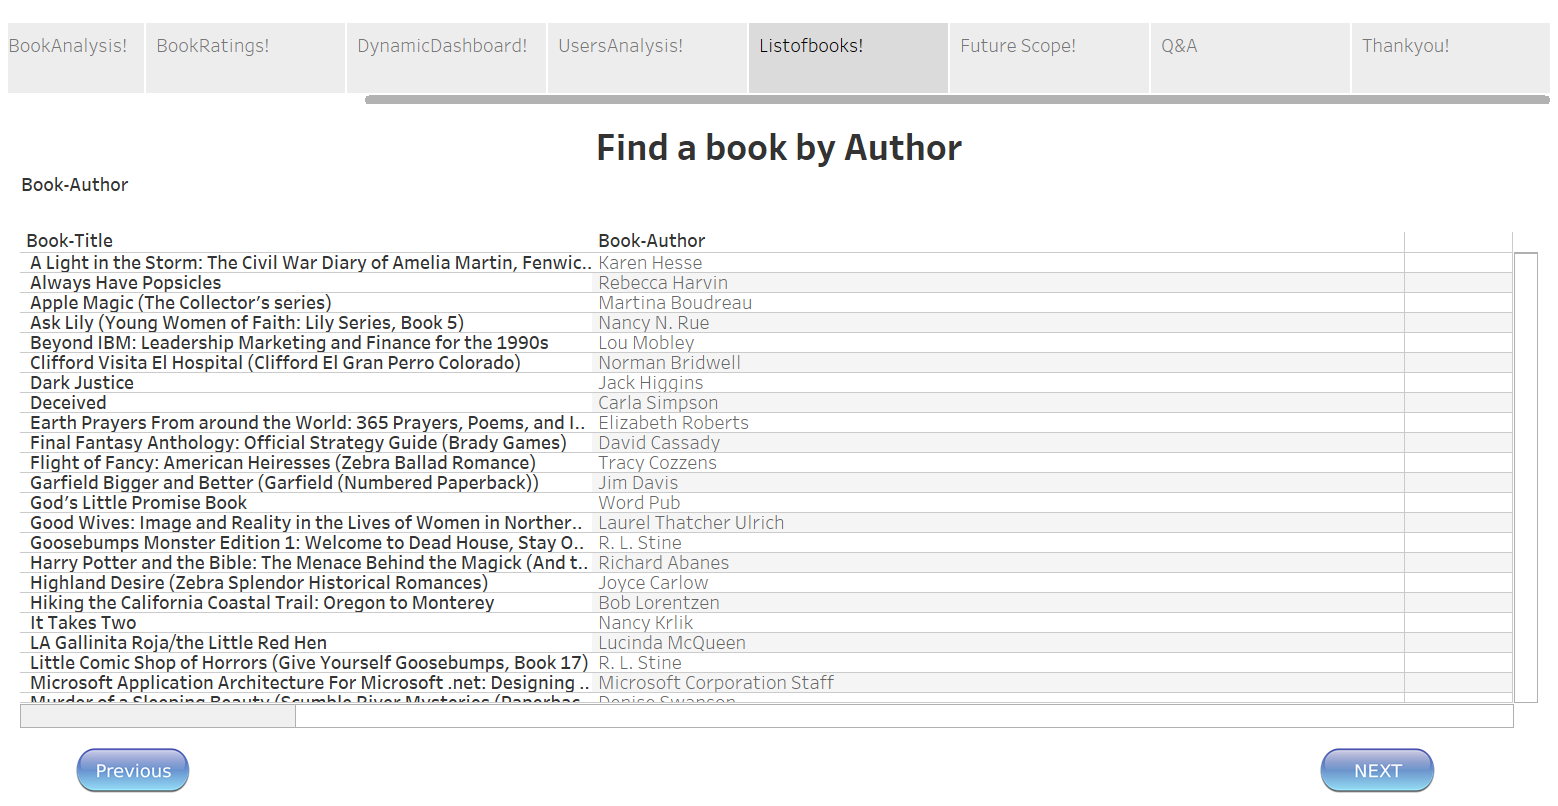 BookAnalysis! BookRatings! DynamicDashboard! UsersAnalysis! Listofbooks! Future Scope! Q&A Thankyou!
Find a book by Author
Book-Author
Book-Title Book-Author
A Light in the Storm: The Civil War Diary of Amelia Martin, Fenwic.. Karen Hesse
Always Have Popsicles Rebecca Harvin
Apple Magic (The Collector's series) Martina Boudreau
Ask Lily (Young Women of Faith: Lily Series, Book 5) Nancy N. Rue
Beyond IBM: Leadership Marketing and Finance for the 1990s Lou Mobley
Clifford Visita El Hospital (Clifford El Gran Perro Colorado) Norman Bridwell
Dark Justice Jack Higgins
Deceived Carla Simpson
Earth Prayers From around the World: 365 Prayers, Poems, and I.. Elizabeth Roberts
Final Fantasy Anthology: Official Strategy Guide (Brady Games) David Cassady
Flight of Fancy: American Heiresses (Zebra Ballad Romance) Tracy Cozzens
Garfield Bigger and Better (Garfield (Numbered Paperback)) Jim Davis
God's Little Promise Book Word Pub
Good Wives: Image and Reality in the Lives of Women in Norther.. Laurel Thatcher Ulrich
Goosebumps Monster Edition 1: Welcome to Dead House, Stay O.. R. L. Stine
Harry Potter and the Bible: The Menace Behind the Magick (And t.. Richard Abanes
Highland Desire (Zebra Splendor Historical Romances) Joyce Carlow
Hiking the California Coastal Trail: Oregon to Monterey Bob Lorentzen
It Takes Two Nancy Krlik
LA Gallinita Roja/the Little Red Hen Lucinda McQueen
Little Comic Shop of Horrors (Give Yourself Goosebumps, Book 17) R. L. Stine
Microsoft Application Architecture For Microsoft .net: Designing .. Microsoft Corporation Staff
Murder of a Sleeping Beauty (Scumble River Mysteries (Paperbac.. Denise Swanson
Previous NEXT